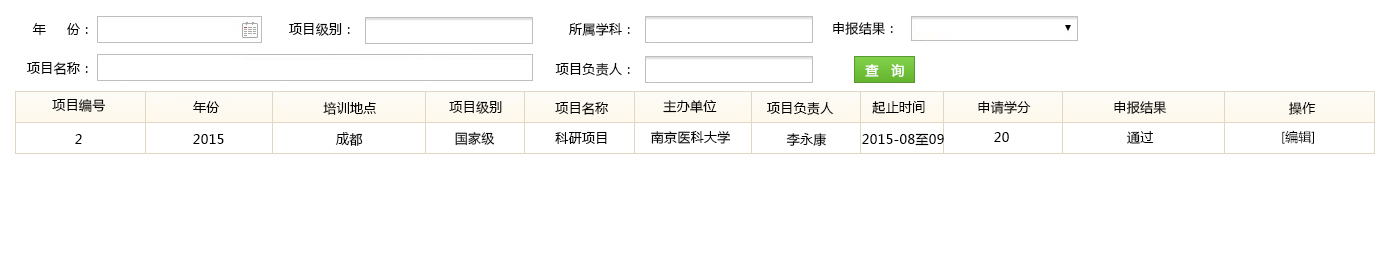 年 份： 项目级别： 所属学科： 申报结果：
项目名称： 项目负责人： 查 询
项目编号 年份 培训地点 项目级别 项目名称 主办单位 项目负责人 起止时间 申请学分 申报结果 操作
2 2015 成都 国家级 科研项目 南京医科大学 李永康 2015-08至09 20 通过 [编辑]